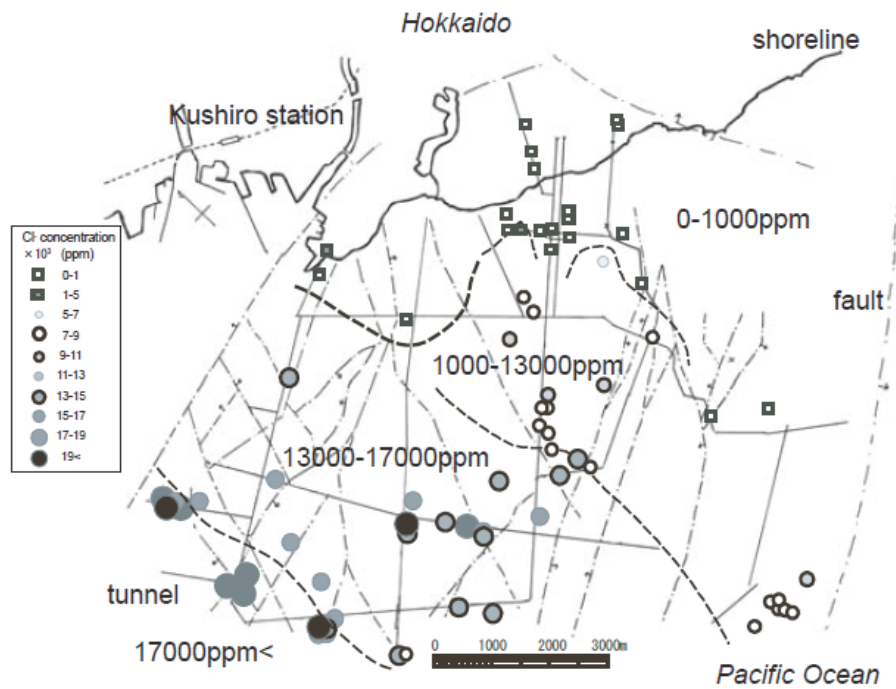 Hokkaido
shoreline
Kushiro station
0-1000ppm
Cl- concentration
×10³ (ppm)
0-1
1-5
5-7
7-9
9-11
11-13
13-15
15-17
17-19
19<
fault
1000-13000ppm
13000-17000ppm
tunnel
17000ppm<
0 1000 2000 3000m
Pacific Ocean